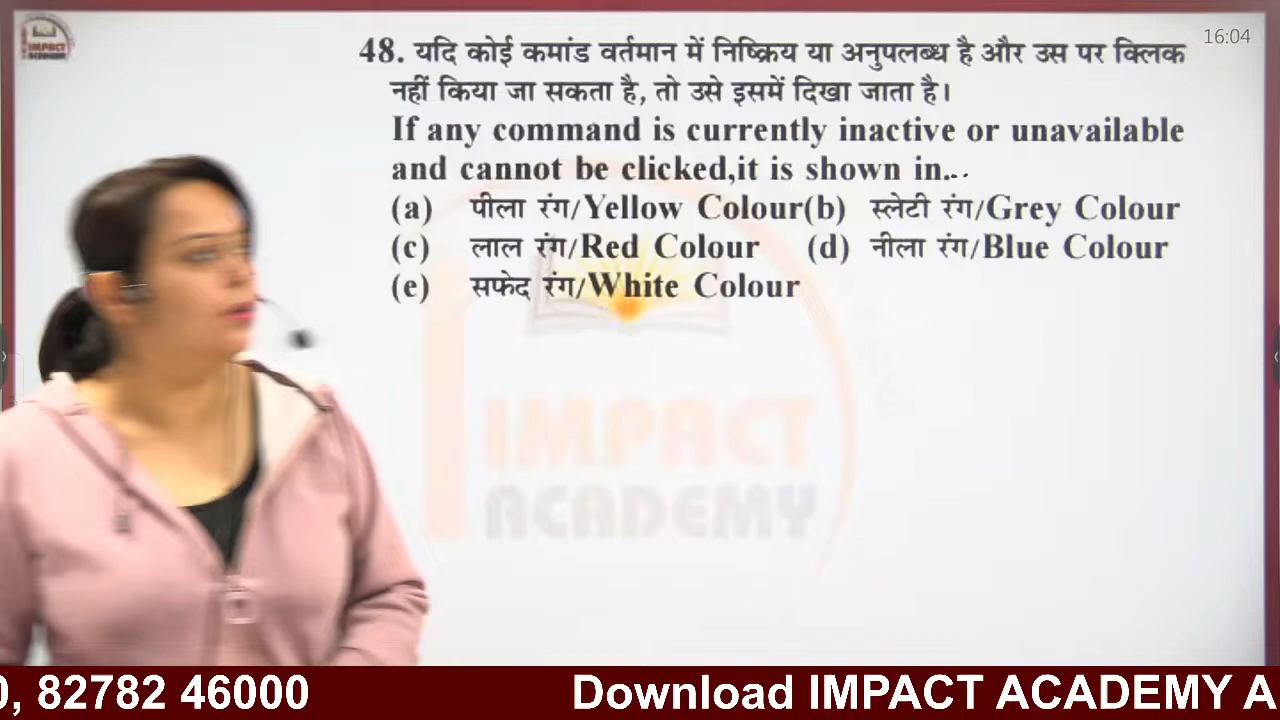 IMPACT
ACADEMY
16:04
48. यदि कोई कमांड वर्तमान में निष्क्रिय या अनुपलब्ध है और उस पर क्लिक
नहीं किया जा सकता है, तो उसे इसमें दिखा जाता है।
If any command is currently inactive or unavailable
and cannot be clicked,it is shown in...
(a) पीला रंग/Yellow Colour(b) स्लेटी रंग/Grey Colour
(c) लाल रंग/Red Colour (d) नीला रंग/Blue Colour
(e) सफेद रंग/White Colour
IMPACT
ACADEMY
0, 82782 46000 Download IMPACT ACADEMY A